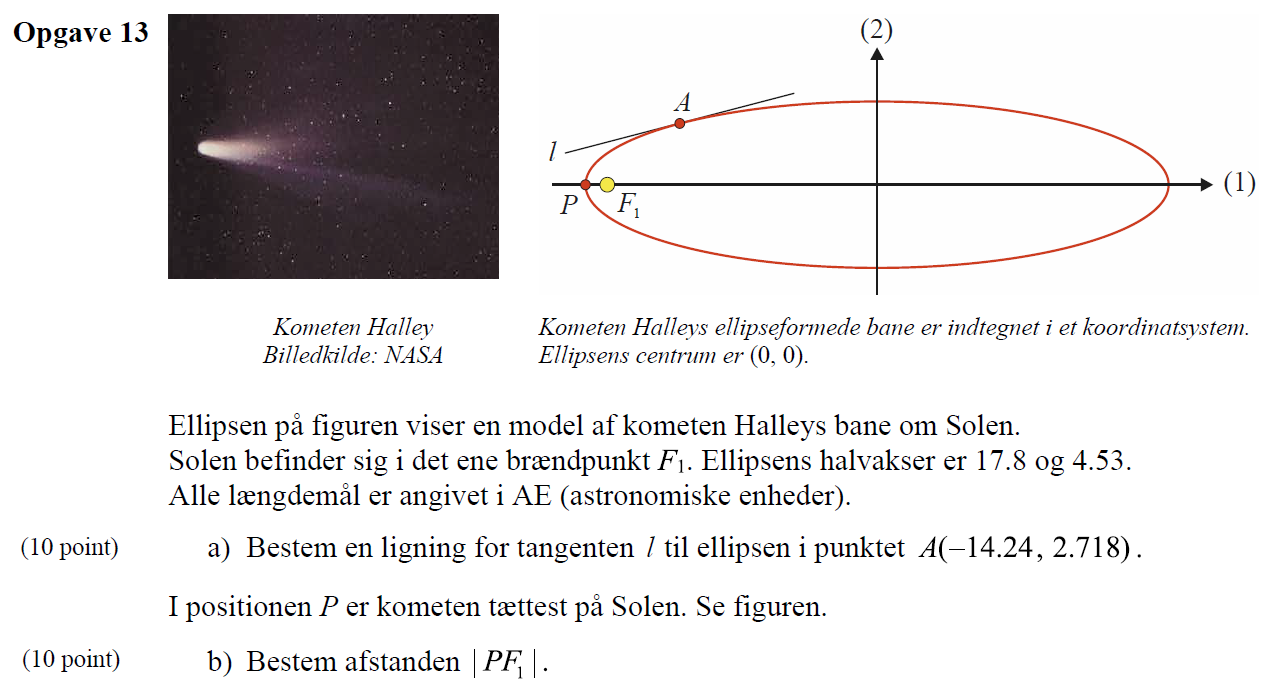 Opgave 13
(2)
A
l
(1)
P
F₁
Kometen Halley
Billedkilde: NASA
Kometen Halleys ellipseformede bane er indtegnet i et koordinatsystem.
Ellipsens centrum er (0, 0).
Ellipsen på figuren viser en model af kometen Halleys bane om Solen.
Solen befinder sig i det ene brændpunkt F₁. Ellipsens halvakser er 17.8 og 4.53.
Alle længdemål er angivet i AE (astronomiske enheder).
(10 point) a) Bestem en ligning for tangenten l til ellipsen i punktet A(−14.24, 2.718).
I positionen P er kometen tættest på Solen. Se figuren.
(10 point) b) Bestem afstanden |PF₁|.